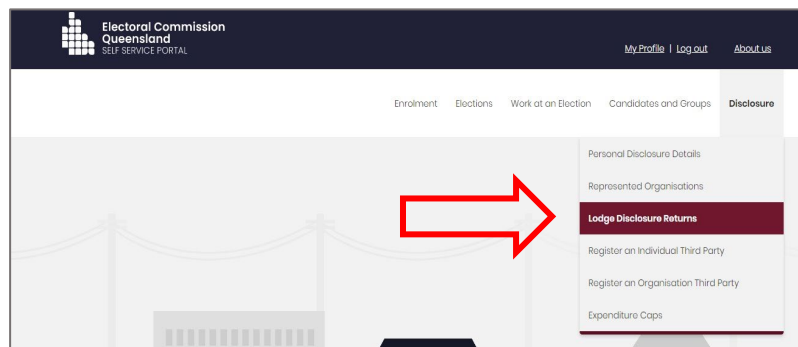 Electoral Commission
Queensland
SELF SERVICE PORTAL
My Profile | Log out About us
Enrolment Elections Work at an Election Candidates and Groups Disclosure
Personal Disclosure Details
Represented Organisations
Lodge Disclosure Returns
Register an Individual Third Party
Register an Organisation Third Party
Expenditure Caps